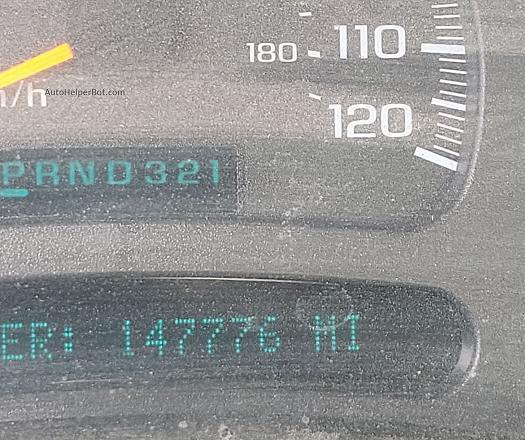 110
180
AutoHelperBot.com
/h
120
PRND321
ER: 147776 MI